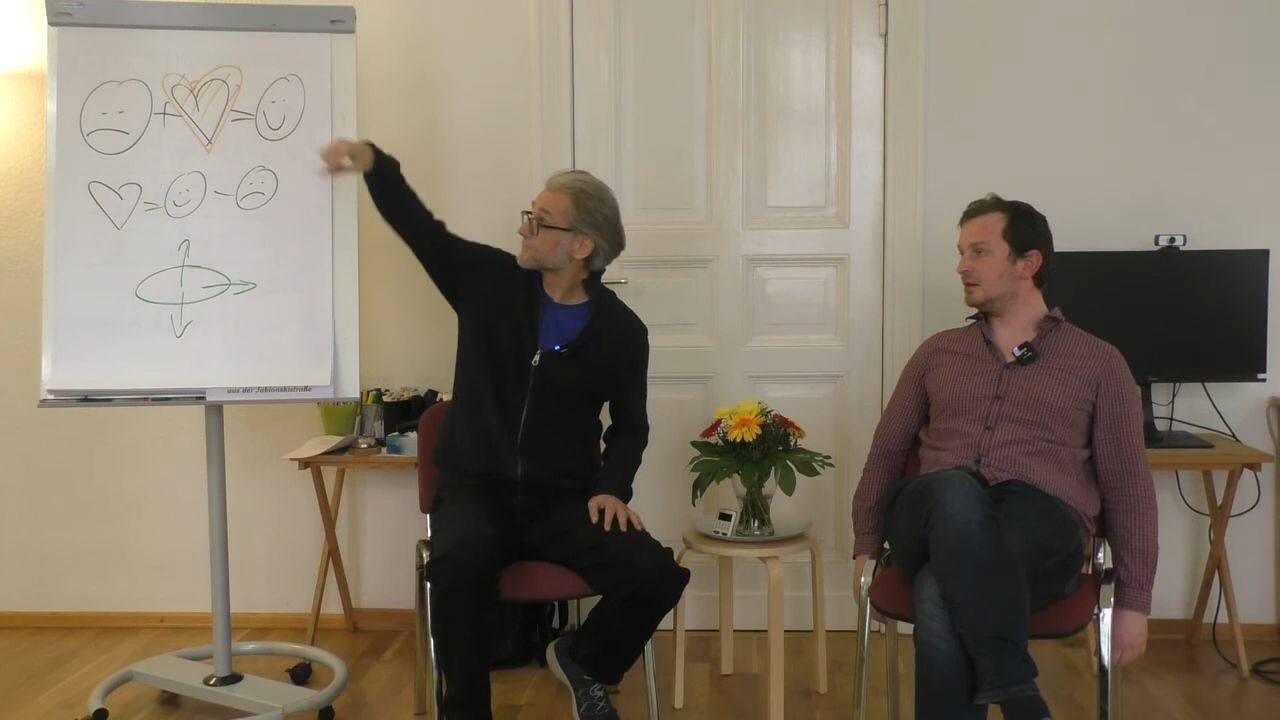 + =
= -
aus der Jablonskistraße